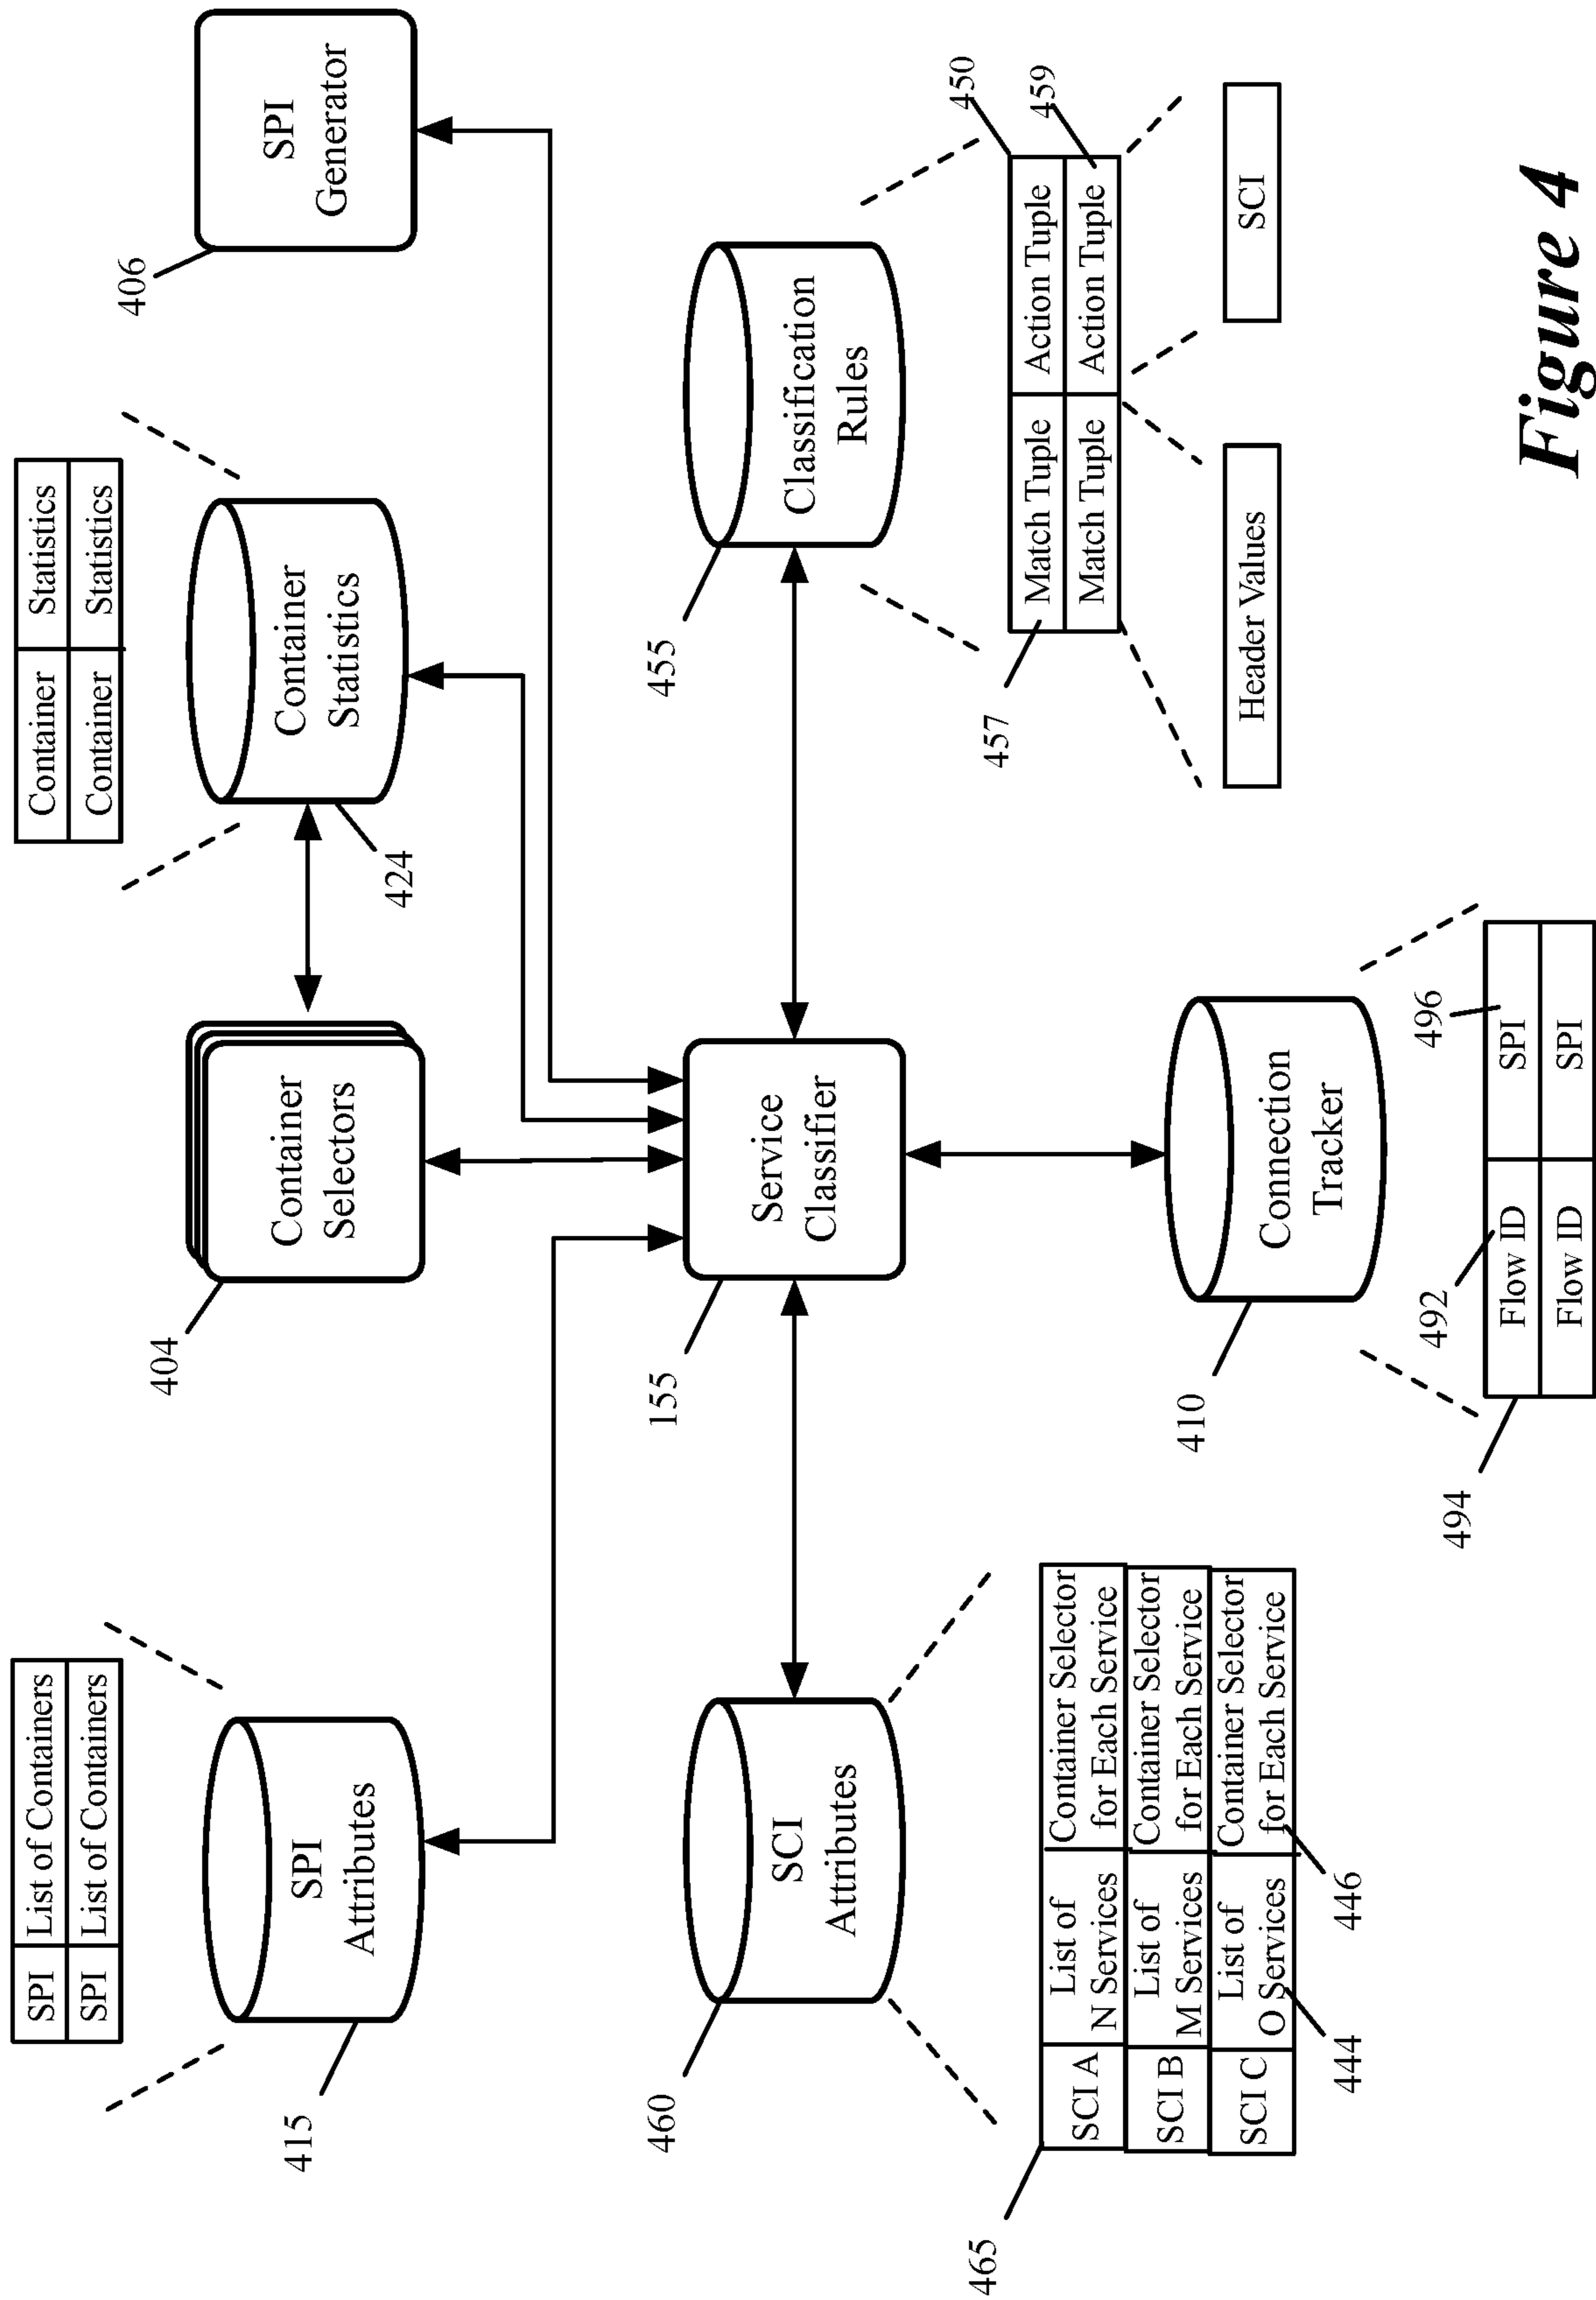 SPI List of Containers
SPI List of Containers
SPI
Attributes
415
Container
Selectors
404
Container Statistics
Container Statistics
Container
Statistics
424
SPI
Generator
406
SCI
Attributes
460
Service
Classifier
155
Classification
Rules
455
465
SCI A
List of
N Services
Container Selector
for Each Service
SCI B
List of
M Services
Container Selector
for Each Service
SCI C
List of
O Services
Container Selector
for Each Service
444
446
Connection
Tracker
410
494
492
496
Flow ID SPI
Flow ID SPI
457
450
Match Tuple Action Tuple
Match Tuple Action Tuple
459
Header Values
SCI
Figure 4